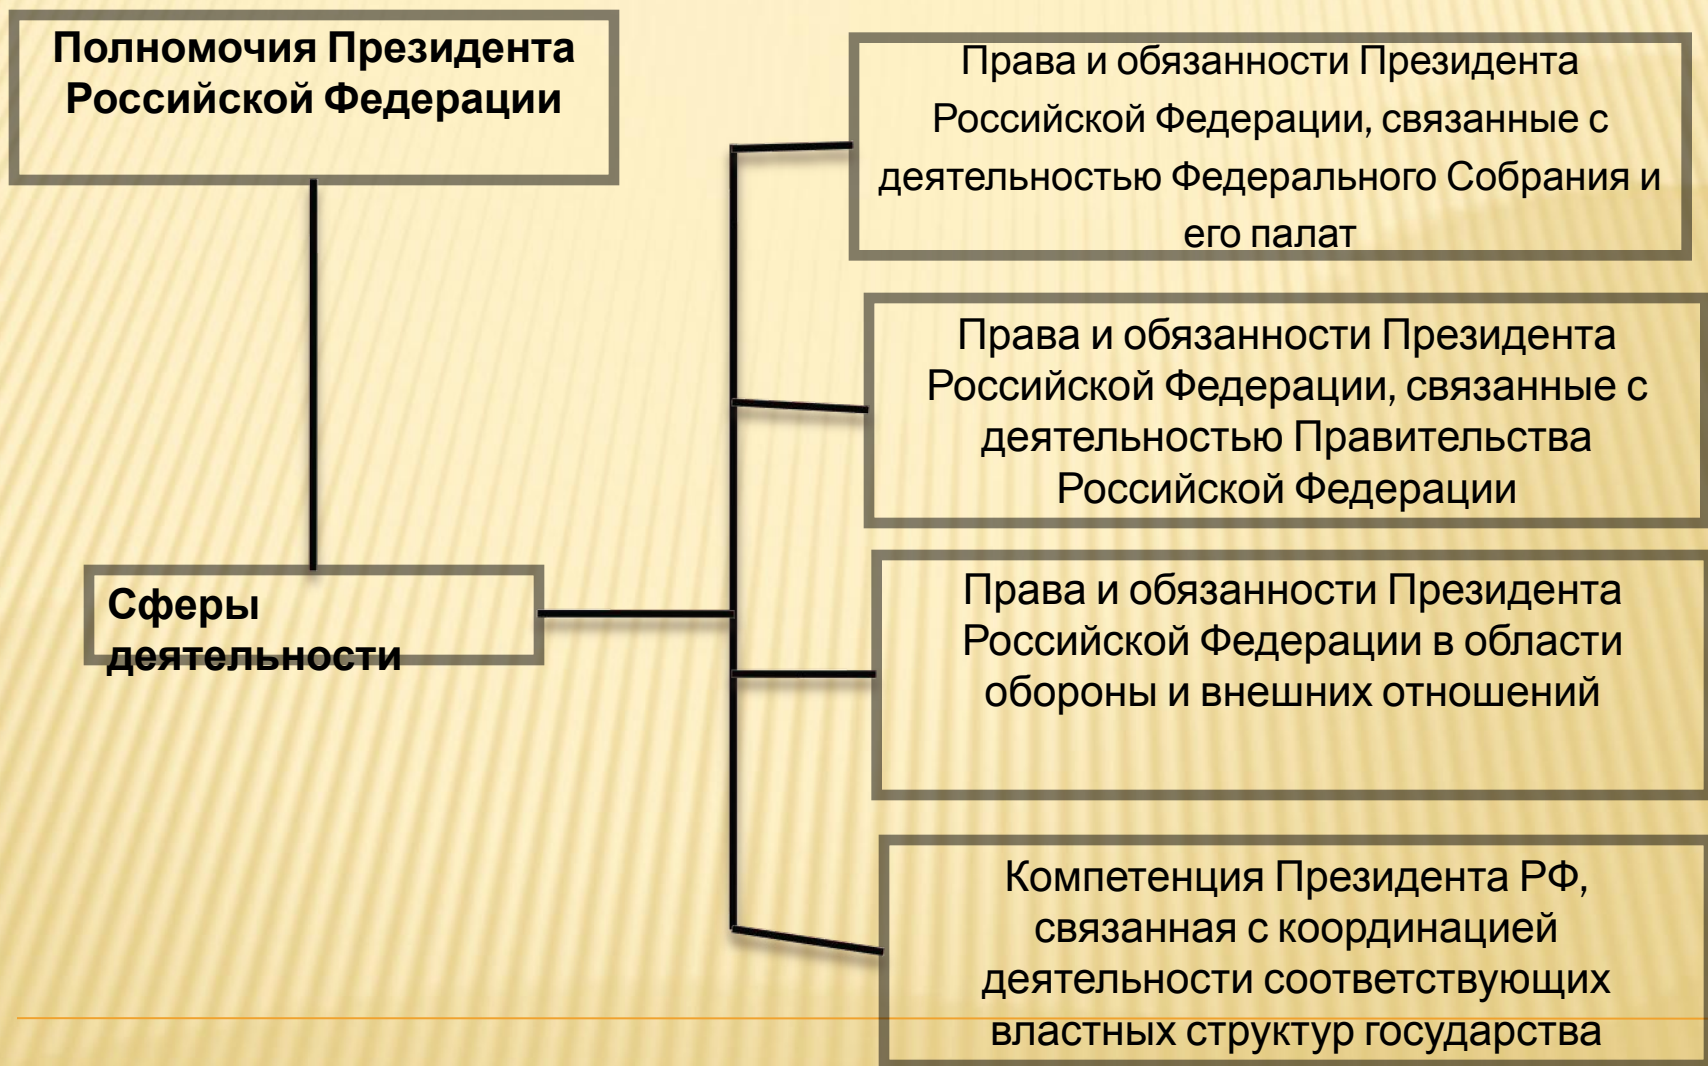 Полномочия Президента
Российской Федерации
Сферы
деятельности
Права и обязанности Президента
Российской Федерации, связанные с
деятельностью Федерального Собрания и
его палат
Права и обязанности Президента
Российской Федерации, связанные с
деятельностью Правительства
Российской Федерации
Права и обязанности Президента
Российской Федерации в области
обороны и внешних отношений
Компетенция Президента РФ,
связанная с координацией
деятельности соответствующих
властных структур государства